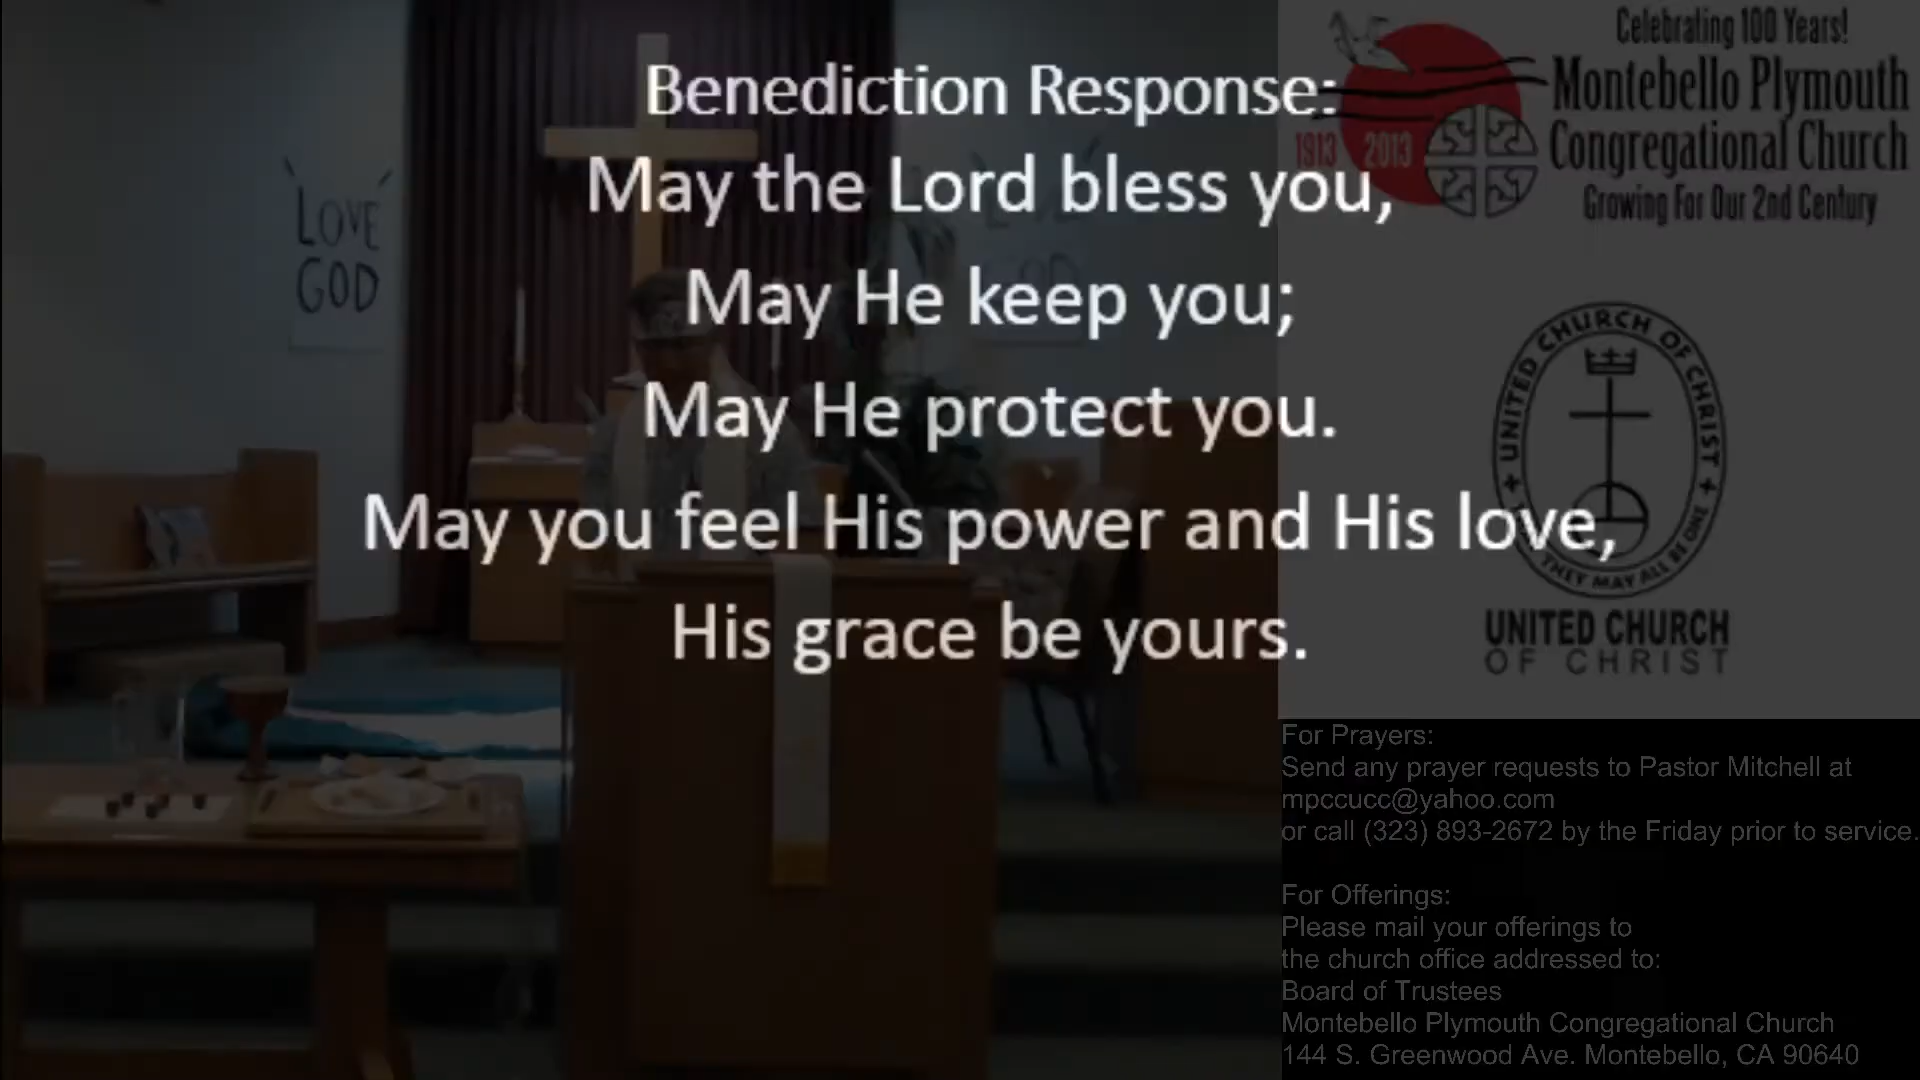 Benediction Response:
May the Lord bless you,
May He keep you;
May He protect you.
May you feel His power and His love,
His grace be yours.
LOVE
GOD
Celebrating 100 Years!
Montebello Plymouth
Congregational Church
Growing For Our 2nd Century
1913 2013
UNITED CHURCH OF CHRIST
THEY MAY ALL BE ONE
UNITED CHURCH
OF CHRIST
For Prayers:
Send any prayer requests to Pastor Mitchell at
mpccucc@yahoo.com
or call (323) 893-2672 by the Friday prior to service.
For Offerings:
Please mail your offerings to
the church office addressed to:
Board of Trustees
Montebello Plymouth Congregational Church
144 S. Greenwood Ave. Montebello, CA 90640